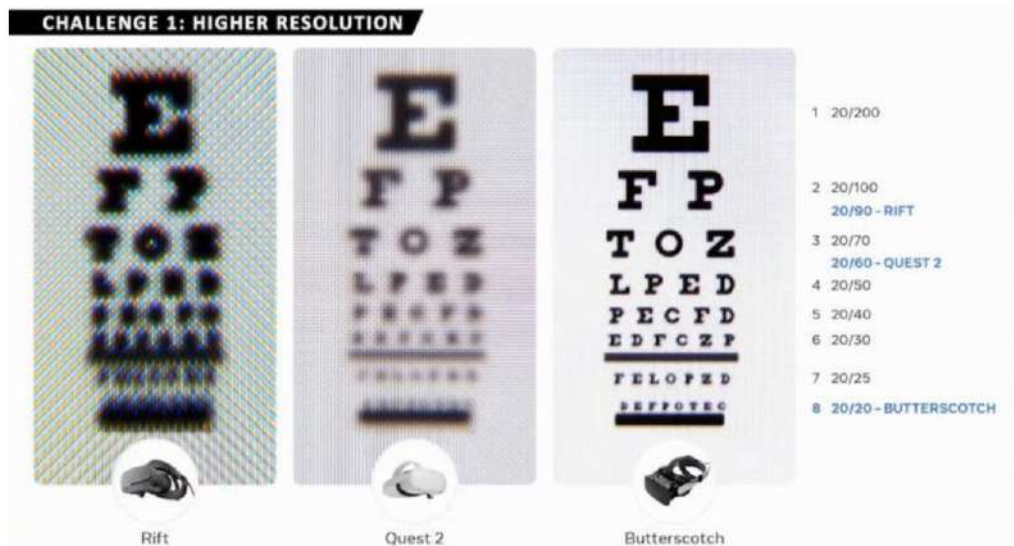 CHALLENGE 1: HIGHER RESOLUTION
E
F P
T O Z
L P E D
E
F P
T O Z
L P E D
P E C F D
E
F P
T O Z
L P E D
P E C F D
E D F C Z P
F E L O P Z D
D E F P O T E C
1 20/200
2 20/100
20/90 - RIFT
3 20/70
20/60 - QUEST 2
4 20/50
5 20/40
6 20/30
7 20/25
8 20/20 - BUTTERSCOTCH
Rift
Quest 2
Butterscotch